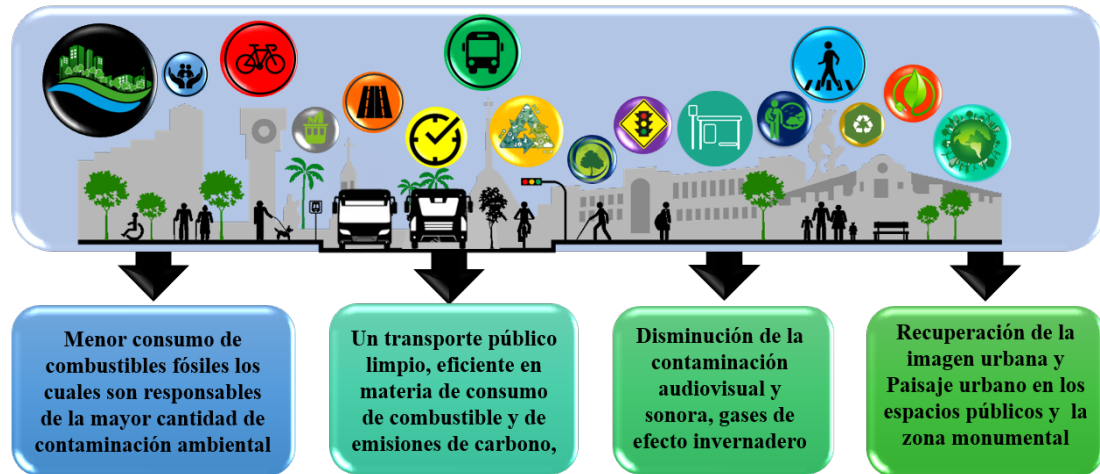 Menor consumo de
combustibles fósiles los
cuales son responsables
de la mayor cantidad de
contaminación ambiental
Un transporte público
limpio, eficiente en
materia de consumo
de combustible y de
emisiones de carbono,
Disminución de la
contaminación
audiovisual y
sonora, gases de
efecto invernadero
Recuperación de la
imagen urbana y
Paisaje urbano en los
espacios públicos y la
zona monumental